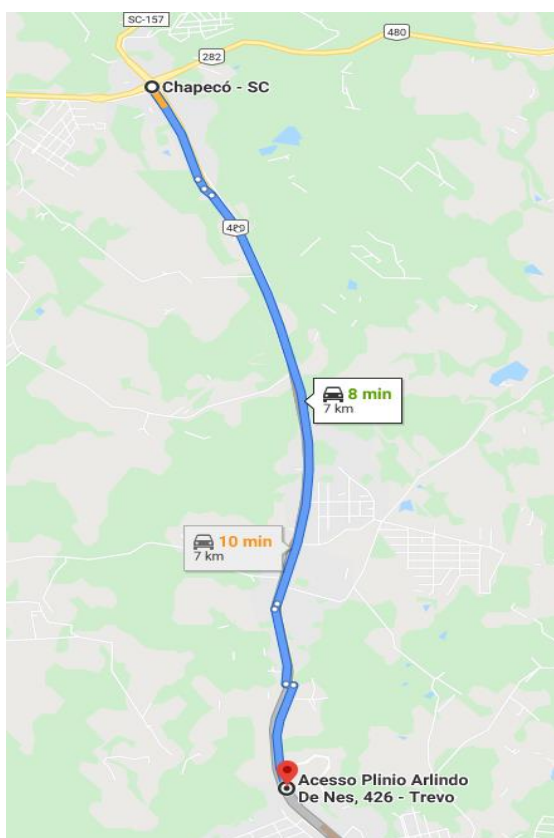 SC-157
480
282
Chapecó - SC
480
8 min
7 km
10 min
7 km
Acesso Plinio Arlindo
De Nes, 426 - Trevo